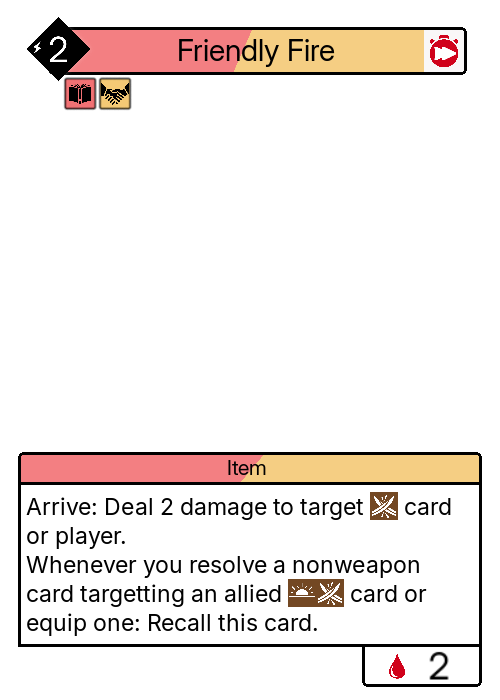 2
Friendly Fire
Item
Arrive: Deal 2 damage to target card
or player.
Whenever you resolve a nonweapon
card targetting an allied card or
equip one: Recall this card.
2